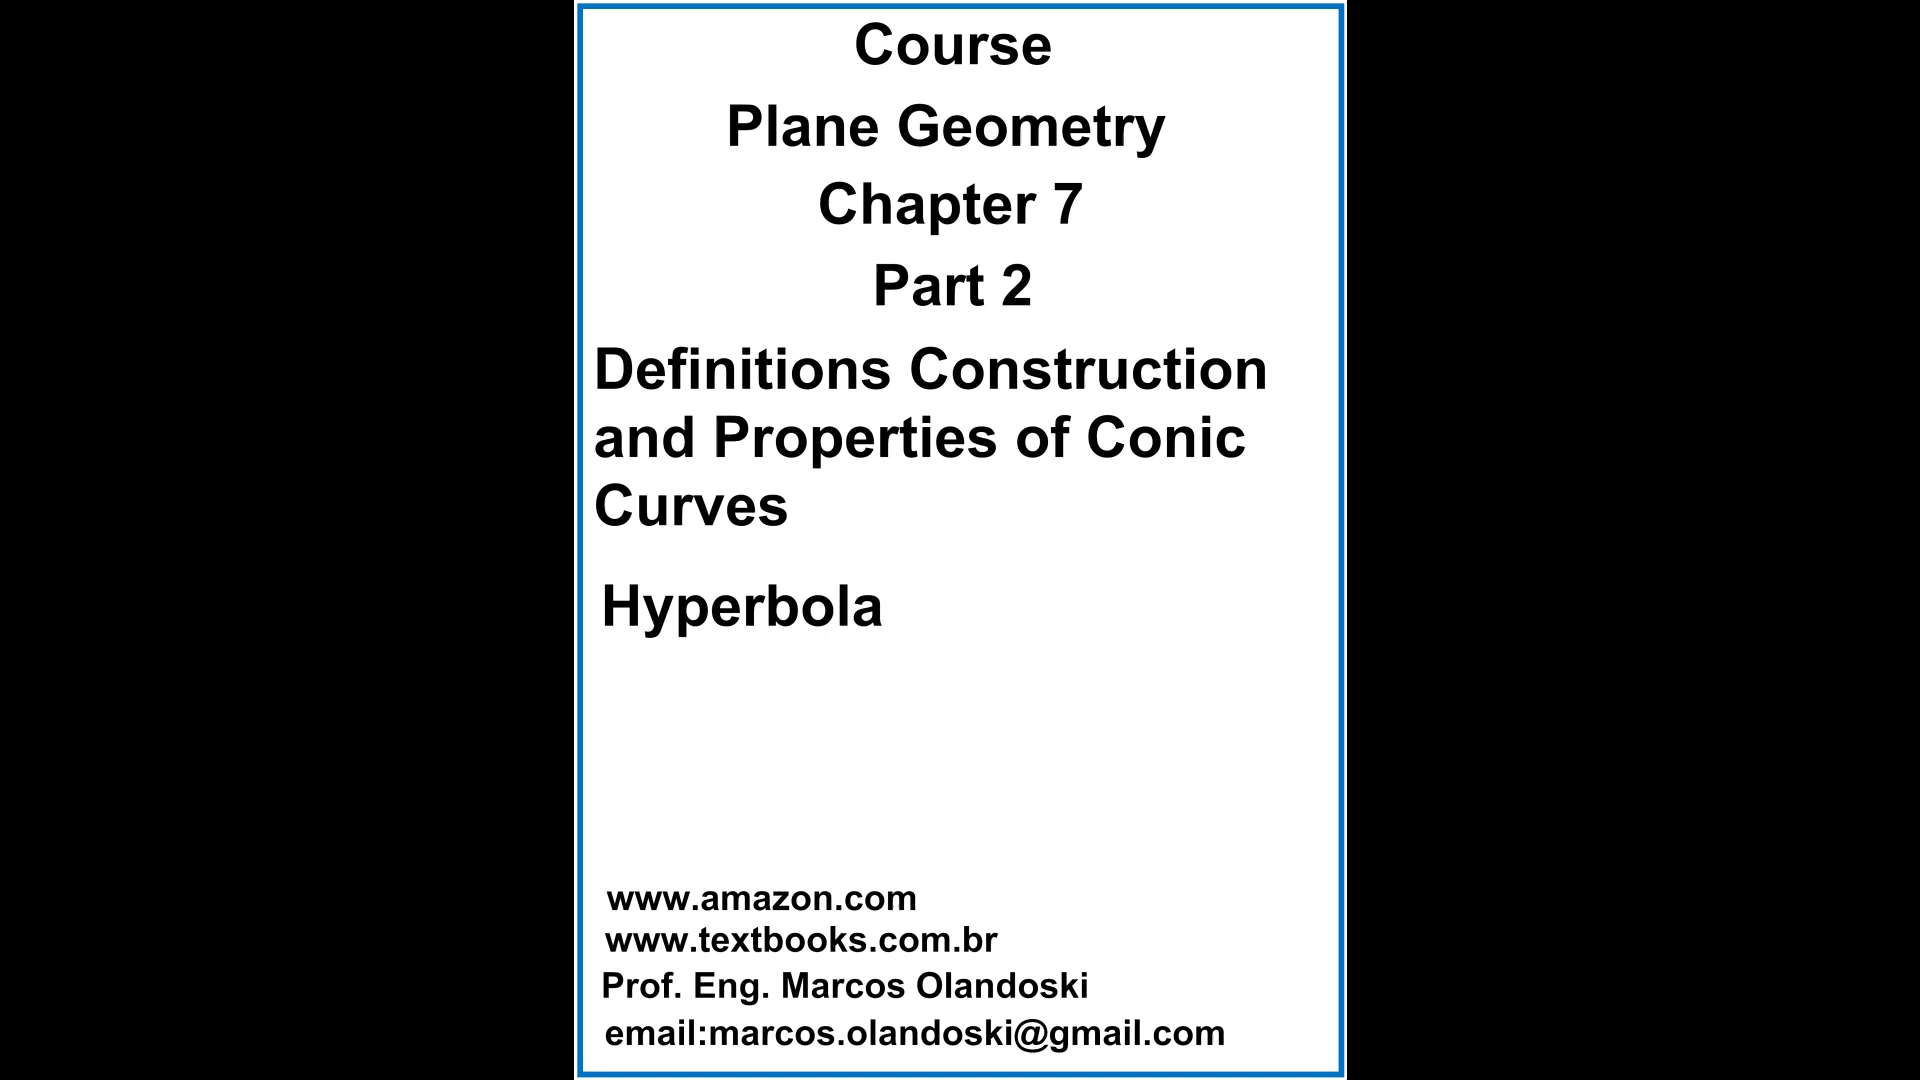 Course
Plane Geometry
Chapter 7
Part 2
Definitions Construction
and Properties of Conic
Curves
Hyperbola
www.amazon.com
www.textbooks.com.br
Prof. Eng. Marcos Olandoski
email:marcos.olandoski@gmail.com